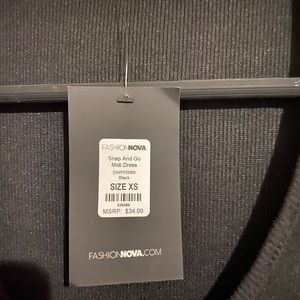 FASHIONNOVA
Snap And Go
Midi Dress
Black
SIZE XS
MSRP: $34.99
FASHIONNOVA.COM